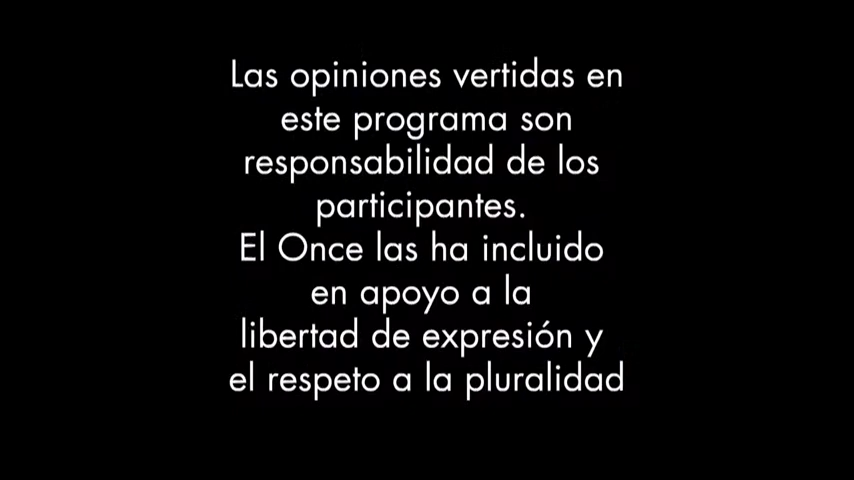 Las opiniones vertidas en
este programa son
responsabilidad de los
participantes.
El Once las ha incluido
en apoyo a la
libertad de expresión y
el respeto a la pluralidad